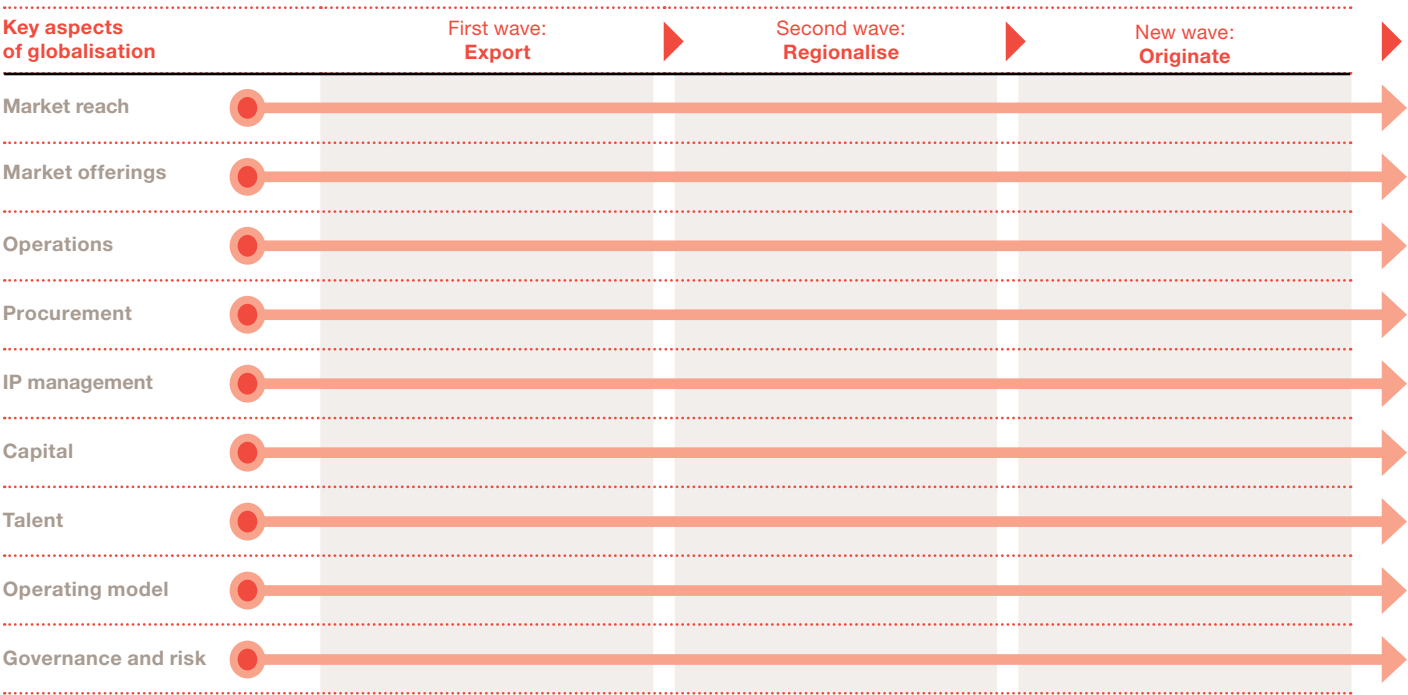 Key aspects
of globalisation
First wave:
Export
Second wave:
Regionalise
New wave:
Originate
Market reach
Market offerings
Operations
Procurement
IP management
Capital
Talent
Operating model
Governance and risk